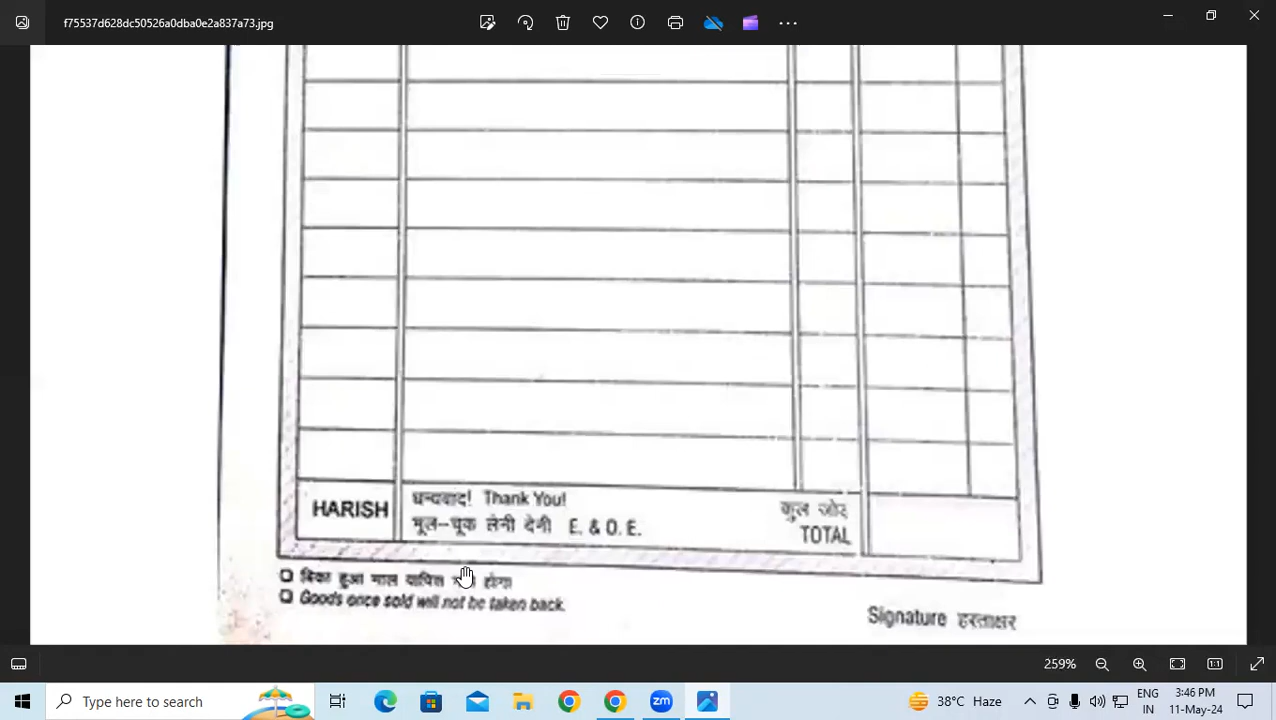 f75537d628dc50526a0dba0e2a837a73.jpg
HARISH
धन्यवाद! Thank You!
भूल-चूक लेनी देनी E. & O. E.
कुल जोड़
TOTAL
बिका हुआ माल वापिस होगा
Goods once sold will not be taken back.
Signature हस्ताक्षर
259%
Type here to search
38°C Haze
ENG
IN
3:46 PM
11-May-24